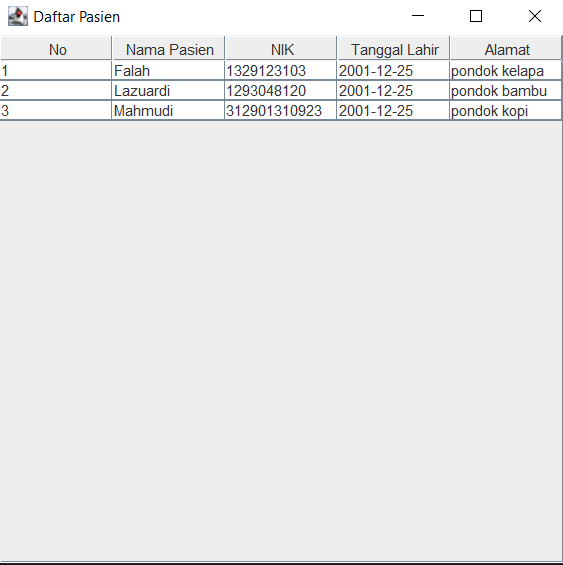 Daftar Pasien
No Nama Pasien NIK Tanggal Lahir Alamat
1 Falah 1329123103 2001-12-25 pondok kelapa
2 Lazuardi 1293048120 2001-12-25 pondok bambu
3 Mahmudi 312901310923 2001-12-25 pondok kopi